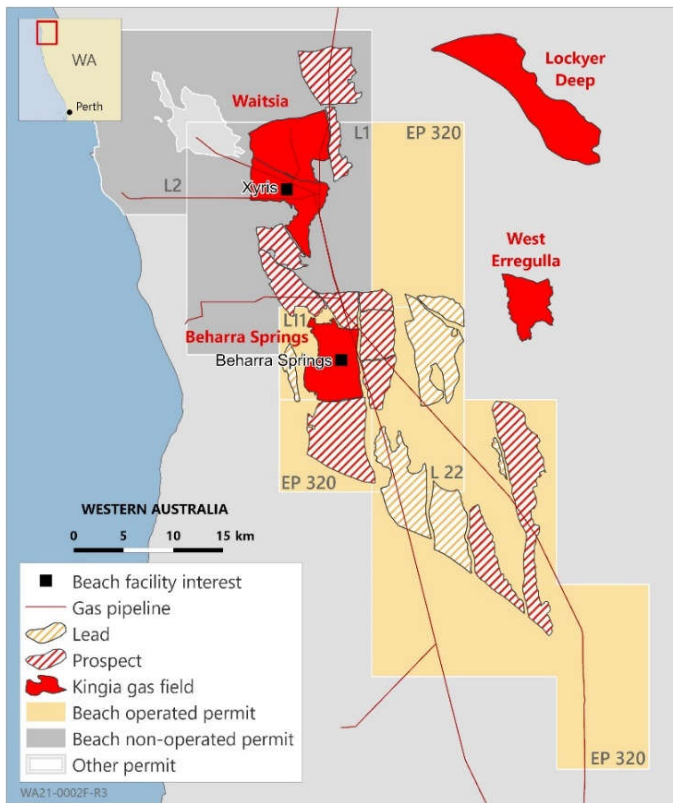 WA
Perth
Lockyer
Deep
Waitsia
L1
EP 320
L2
Xyris
West
Erregulla
L11
Beharra Springs
Beharra Springs
EP 320
L 22
WESTERN AUSTRALIA
0 5 10 15 km
Beach facility interest
Gas pipeline
Lead
Prospect
Kingia gas field
Beach operated permit
Beach non-operated permit
Other permit
EP 320
WA21-0002F-R3